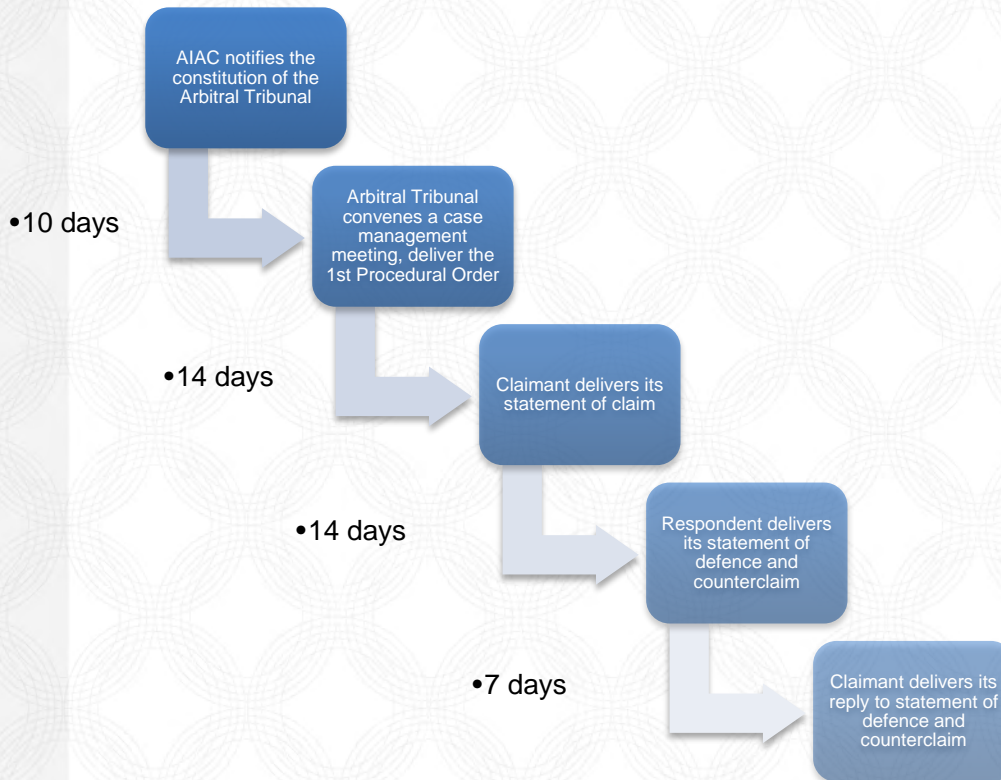 AIAC notifies the
constitution of the
Arbitral Tribunal
•10 days
Arbitral Tribunal
convenes a case
management
meeting, deliver the
1st Procedural Order
•14 days
Claimant delivers its
statement of claim
•14 days
Respondent delivers
its statement of
defence and
counterclaim
•7 days
Claimant delivers its
reply to statement of
defence and
counterclaim